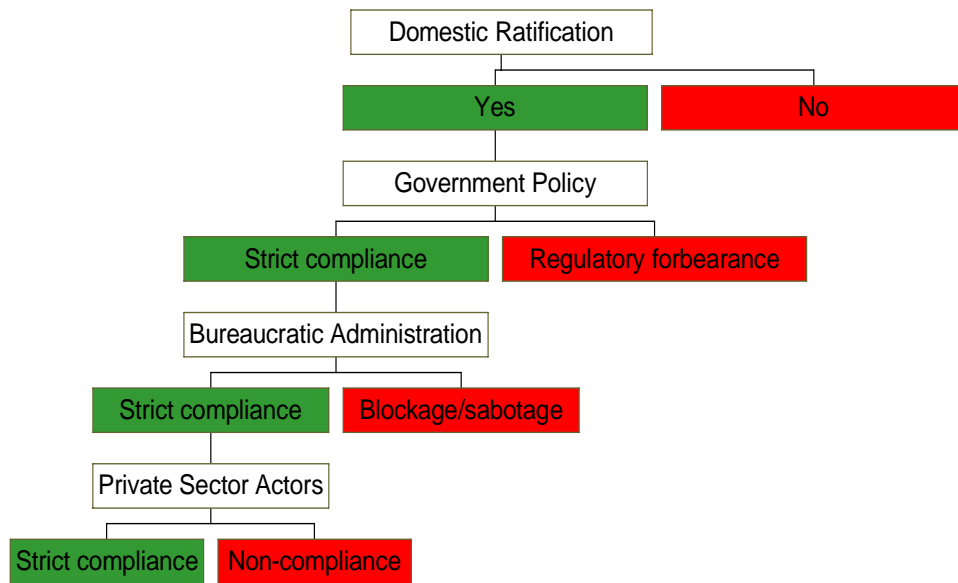 Domestic Ratification
Yes
No
Government Policy
Strict compliance
Regulatory forbearance
Bureaucratic Administration
Strict compliance
Blockage/sabotage
Private Sector Actors
Strict compliance
Non-compliance